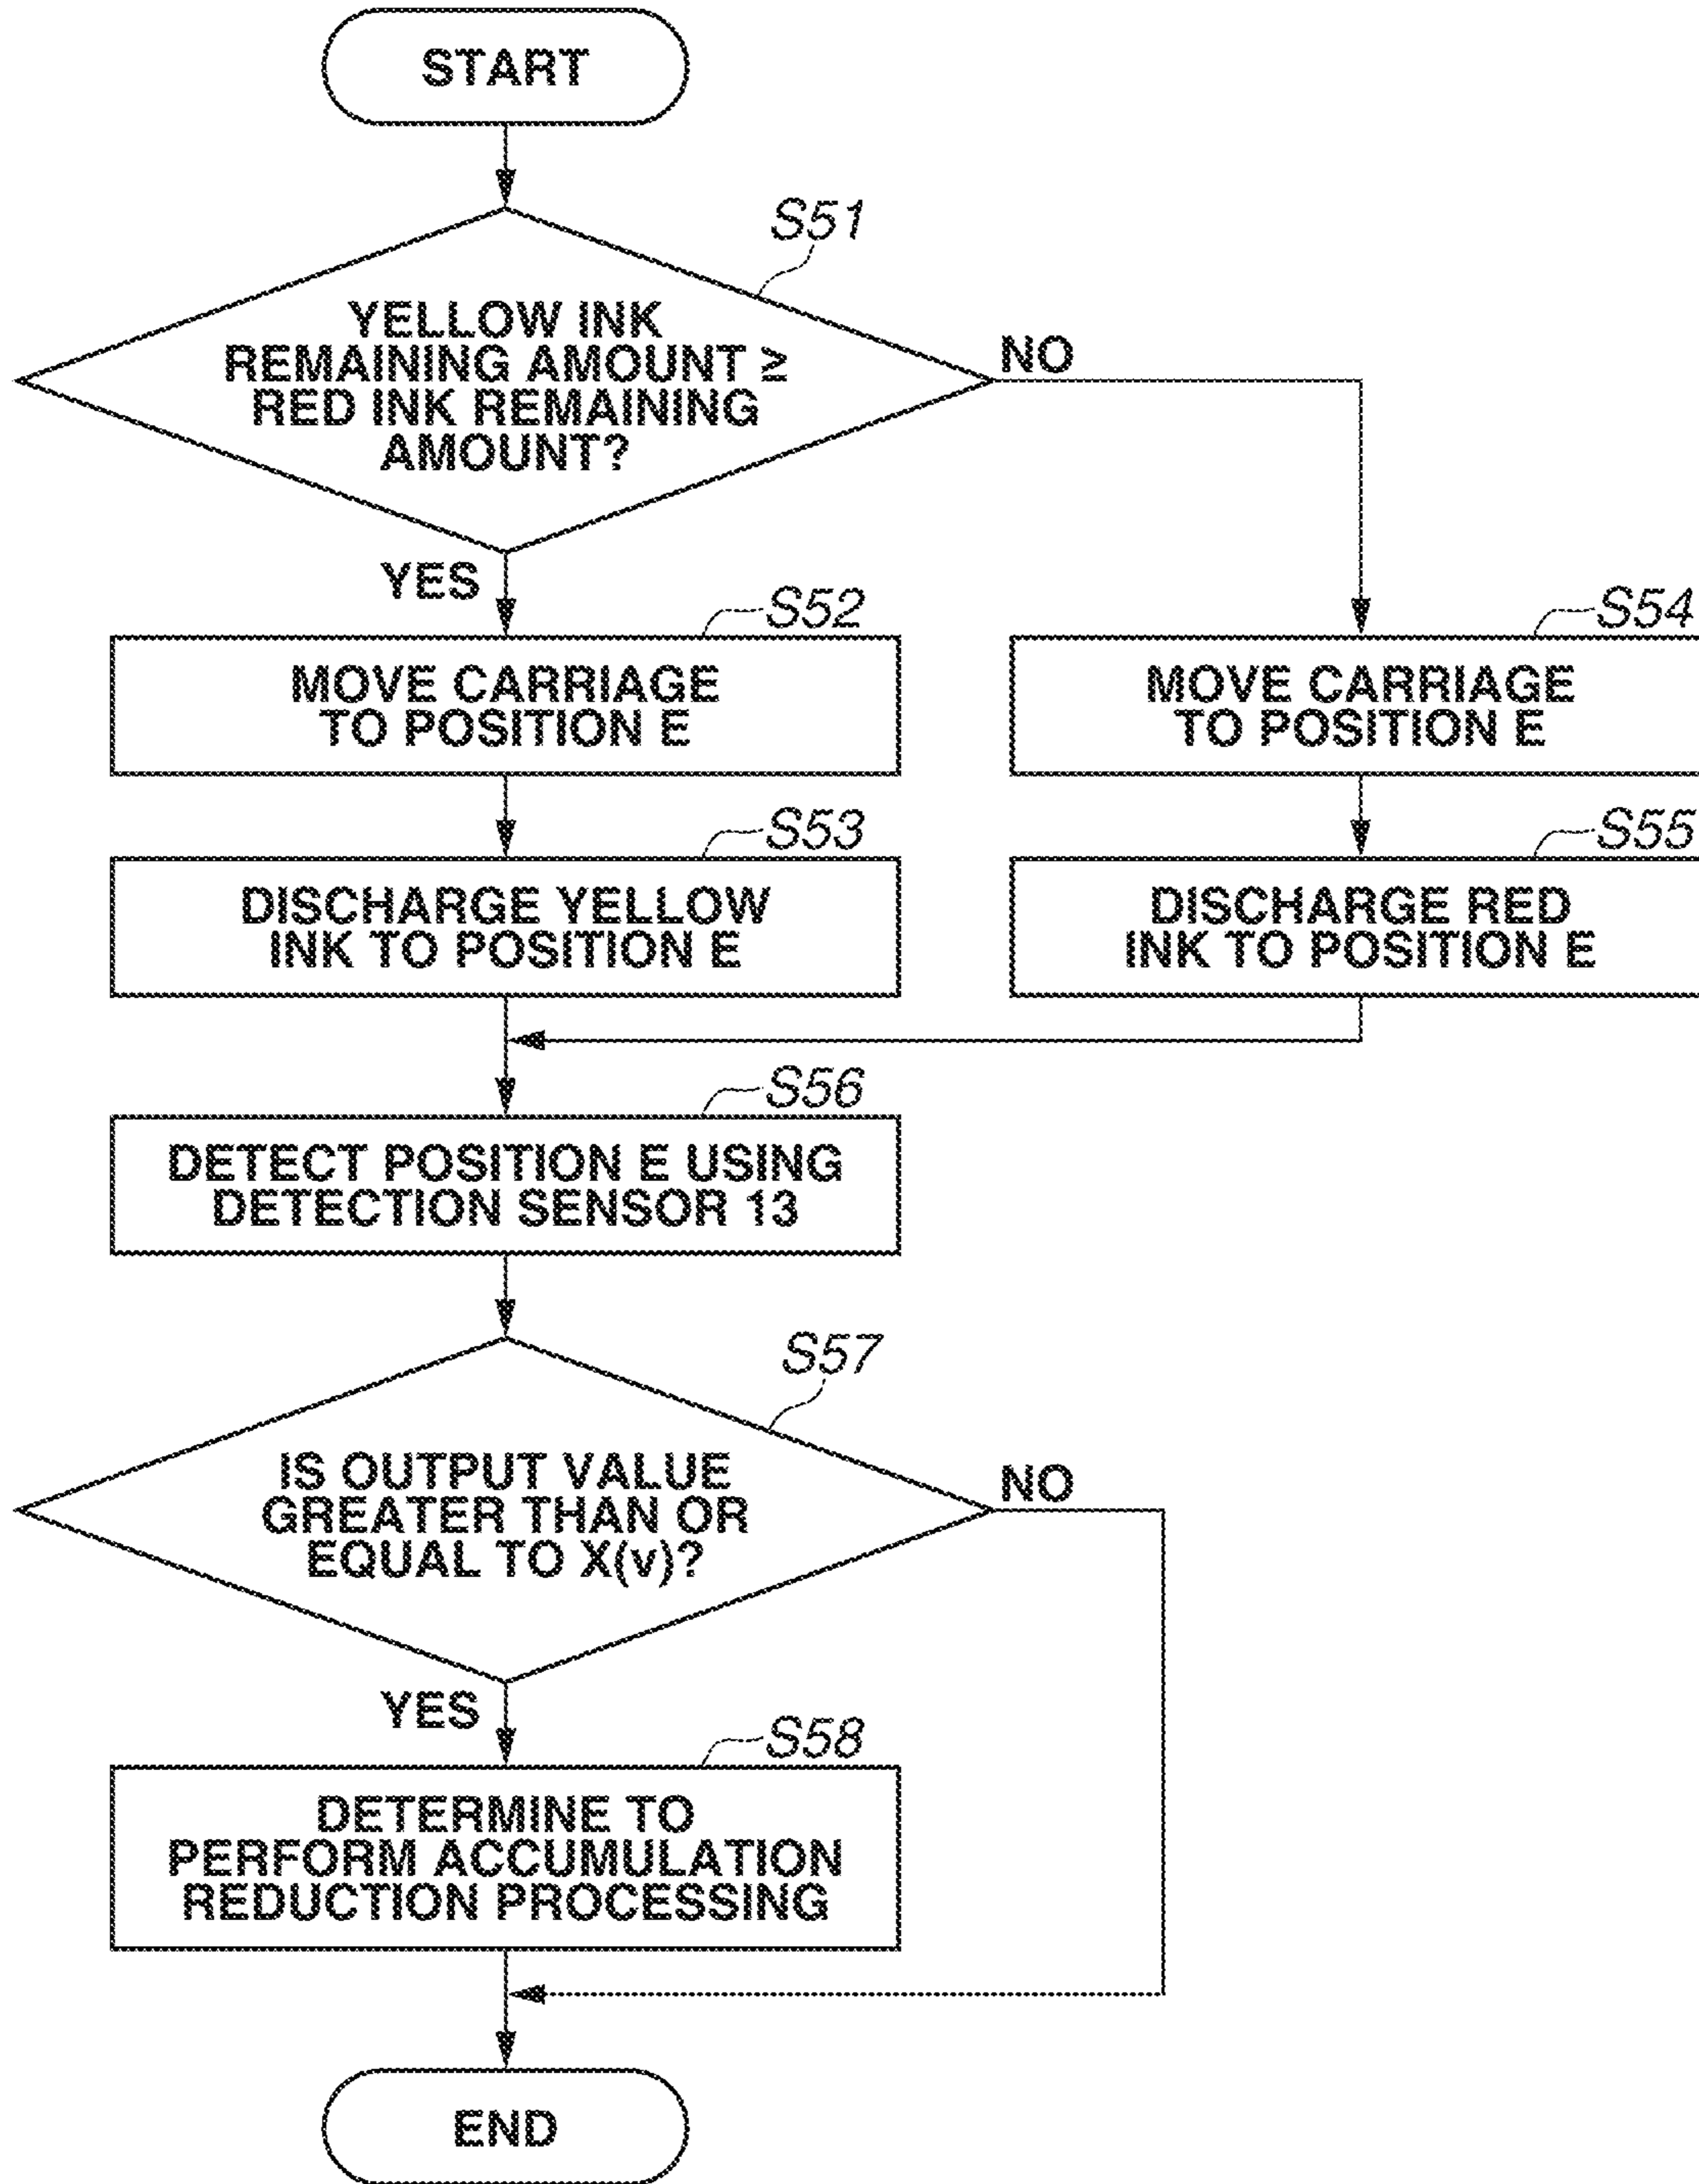 START
S51
YELLOW INK
REMAINING AMOUNT ≥
RED INK REMAINING
AMOUNT?
NO
YES
S52
MOVE CARRIAGE
TO POSITION E
S54
MOVE CARRIAGE
TO POSITION E
S53
DISCHARGE YELLOW
INK TO POSITION E
S55
DISCHARGE RED
INK TO POSITION E
S56
DETECT POSITION E USING
DETECTION SENSOR 13
S57
IS OUTPUT VALUE
GREATER THAN OR
EQUAL TO X(v)?
NO
YES
S58
DETERMINE TO
PERFORM ACCUMULATION
REDUCTION PROCESSING
END